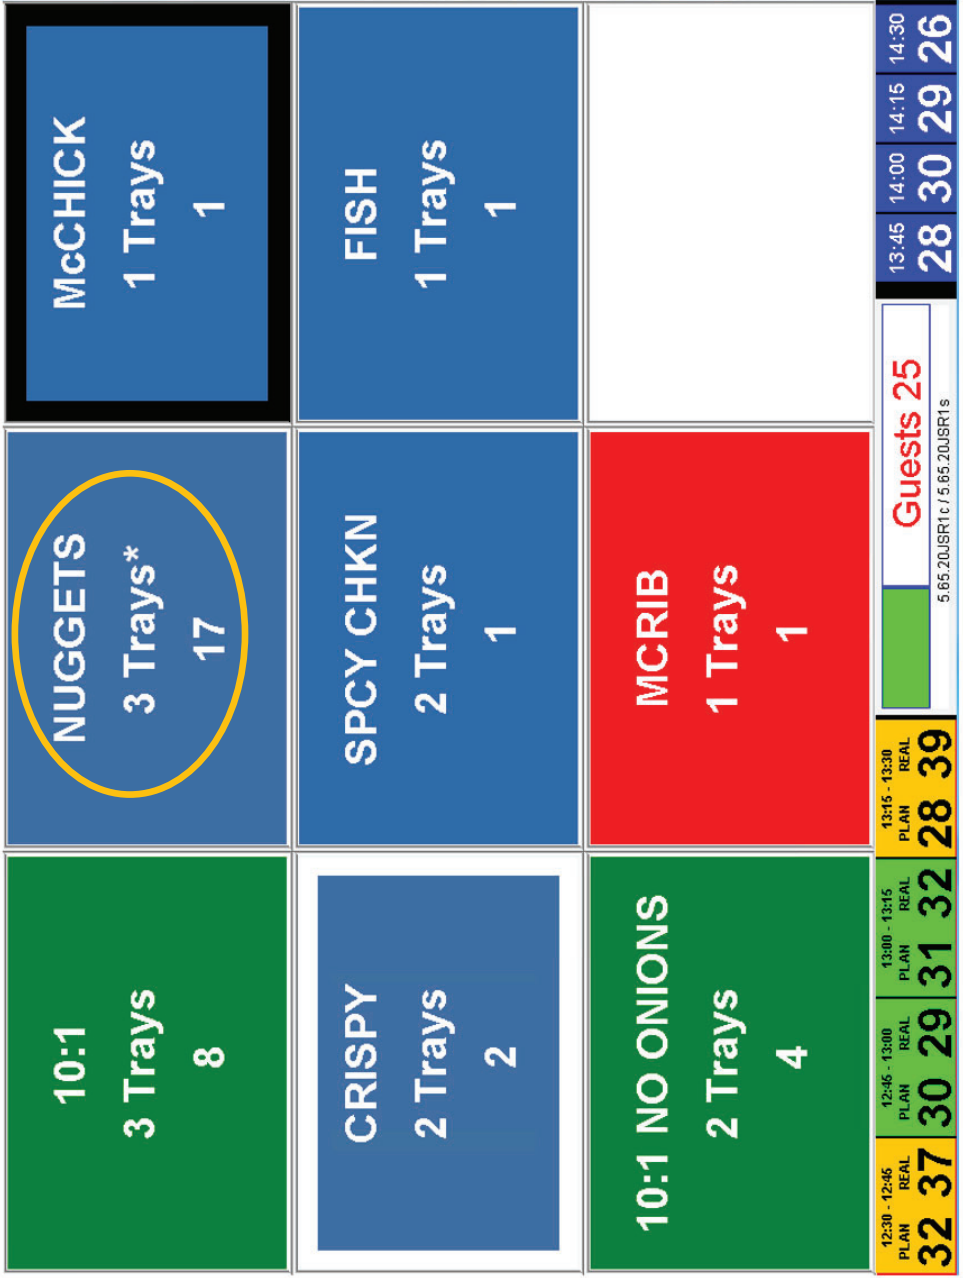 10:1
3 Trays
8
NUGGETS
3 Trays*
17
McCHICK
1 Trays
1
CRISPY
2 Trays
2
SPCY CHKN
2 Trays
1
FISH
1 Trays
1
10:1 NO ONIONS
2 Trays
4
MCRIB
1 Trays
1
12:30 - 12:45
PLAN REAL
32 37
12:45 - 13:00
PLAN REAL
30 29
13:00 - 13:15
PLAN REAL
31 32
13:15 - 13:30
PLAN REAL
28 39
Guests 25
5.65.20JSR1c / 5.65.20JSR1s
13:45
28
14:00
30
14:15
29
14:30
26